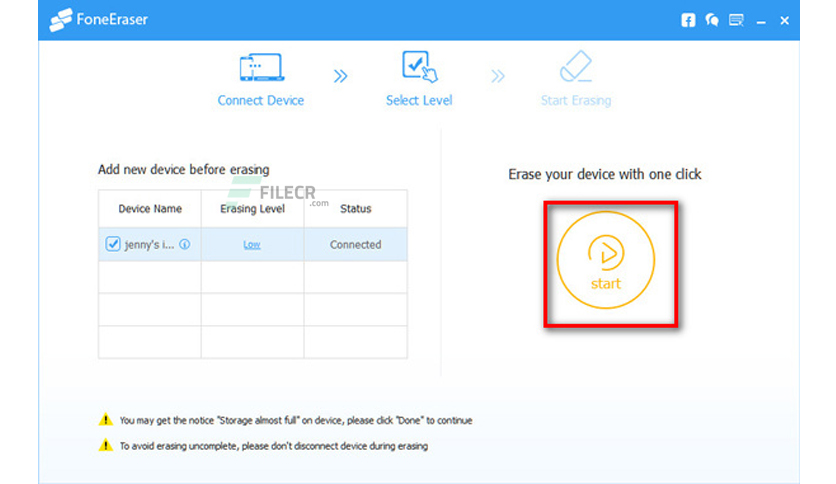 FoneEraser
Connect Device
Select Level
Start Erasing
Add new device before erasing
FILECR
.com
Device Name Erasing Level Status
jenny's i... Low Connected
Erase your device with one click
start
You may get the notice "Storage almost full" on device, please click "Done" to continue
To avoid erasing uncomplete, please don't disconnect device during erasing